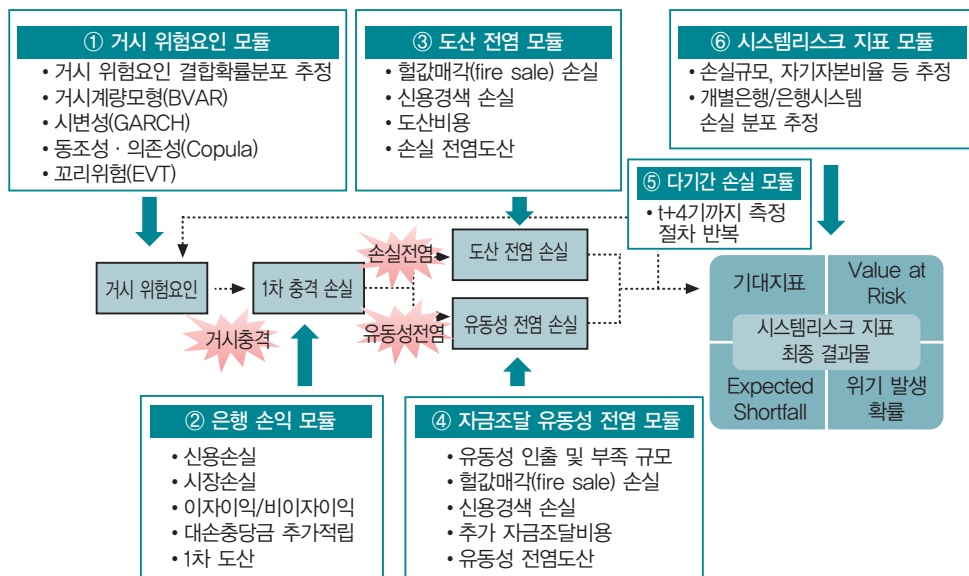 ① 거시 위험요인 모듈
• 거시 위험요인 결합확률분포 추정
• 거시계량모형(BVAR)
• 시변성(GARCH)
• 동조성 · 의존성(Copula)
• 꼬리위험(EVT)
③ 도산 전염 모듈
• 헐값매각(fire sale) 손실
• 신용경색 손실
• 도산비용
• 손실 전염도산
⑥ 시스템리스크 지표 모듈
• 손실규모, 자기자본비율 등 추정
• 개별은행/은행시스템
손실 분포 추정
⑤ 다기간 손실 모듈
• t+4기까지 측정
절차 반복
거시 위험요인
거시충격
1차 충격 손실
손실전염
유동성전염
도산 전염 손실
유동성 전염 손실
기대지표
Value at
Risk
시스템리스크 지표
최종 결과물
Expected
Shortfall
위기 발생
확률
② 은행 손익 모듈
• 신용손실
• 시장손실
• 이자이익/비이자이익
• 대손충당금 추가적립
• 1차 도산
④ 자금조달 유동성 전염 모듈
• 유동성 인출 및 부족 규모
• 헐값매각(fire sale) 손실
• 신용경색 손실
• 추가 자금조달비용
• 유동성 전염도산